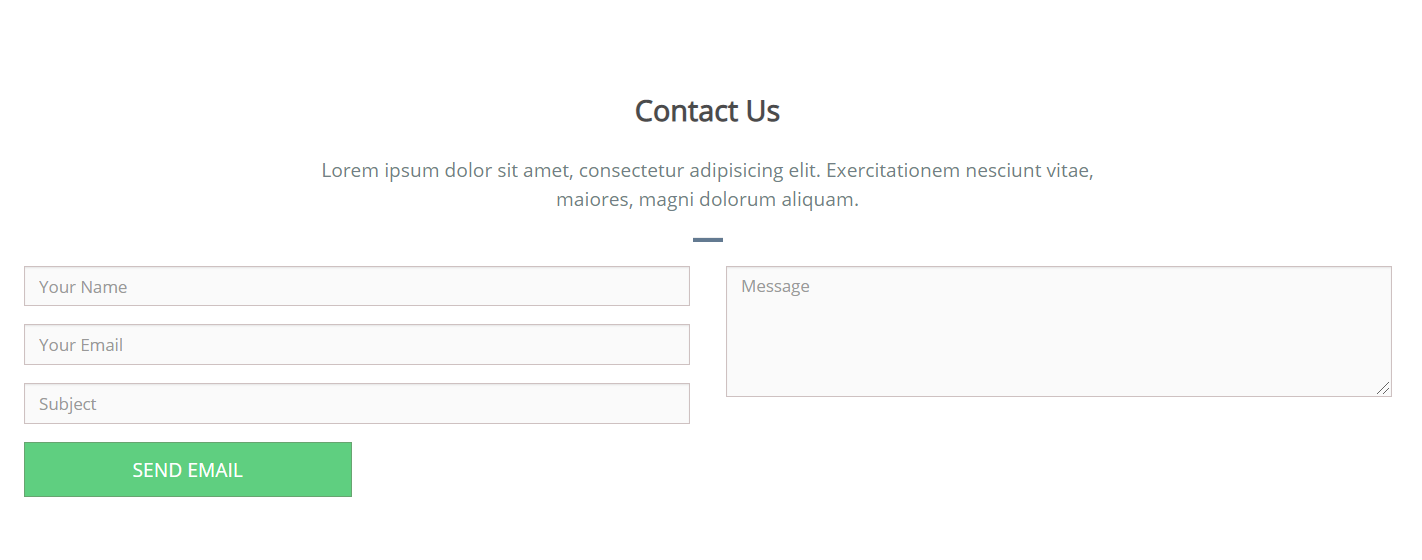 Contact Us
Lorem ipsum dolor sit amet, consectetur adipisicing elit. Exercitationem nesciunt vitae,
maiores, magni dolorum aliquam.
Your Name
Your Email
Subject
Message
SEND EMAIL